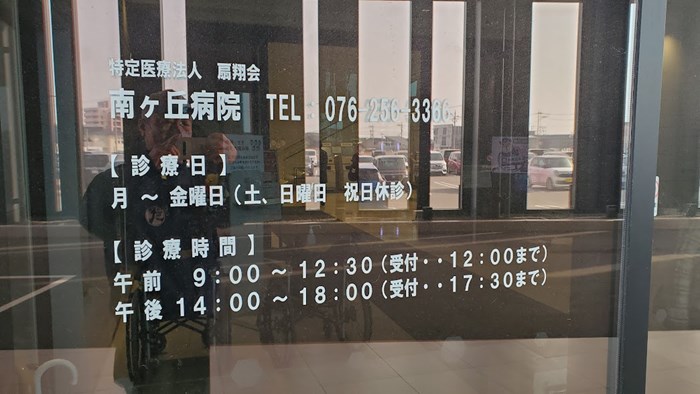 特定医療法人　扇翔会
南ヶ丘病院　TEL：076-256-3366
【診療日】
月～金曜日（土、日曜日　祝日休診）
【診療時間】
午前　9：00～12：30（受付・・12：00まで）
午後 14：00～18：00（受付・・17：30まで）